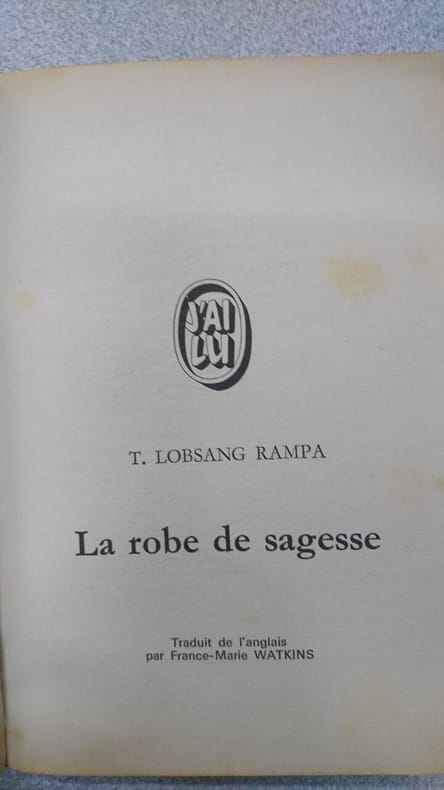 J'AI
LU
T. LOBSANG RAMPA
La robe de sagesse
Traduit de l'anglais
par France-Marie WATKINS